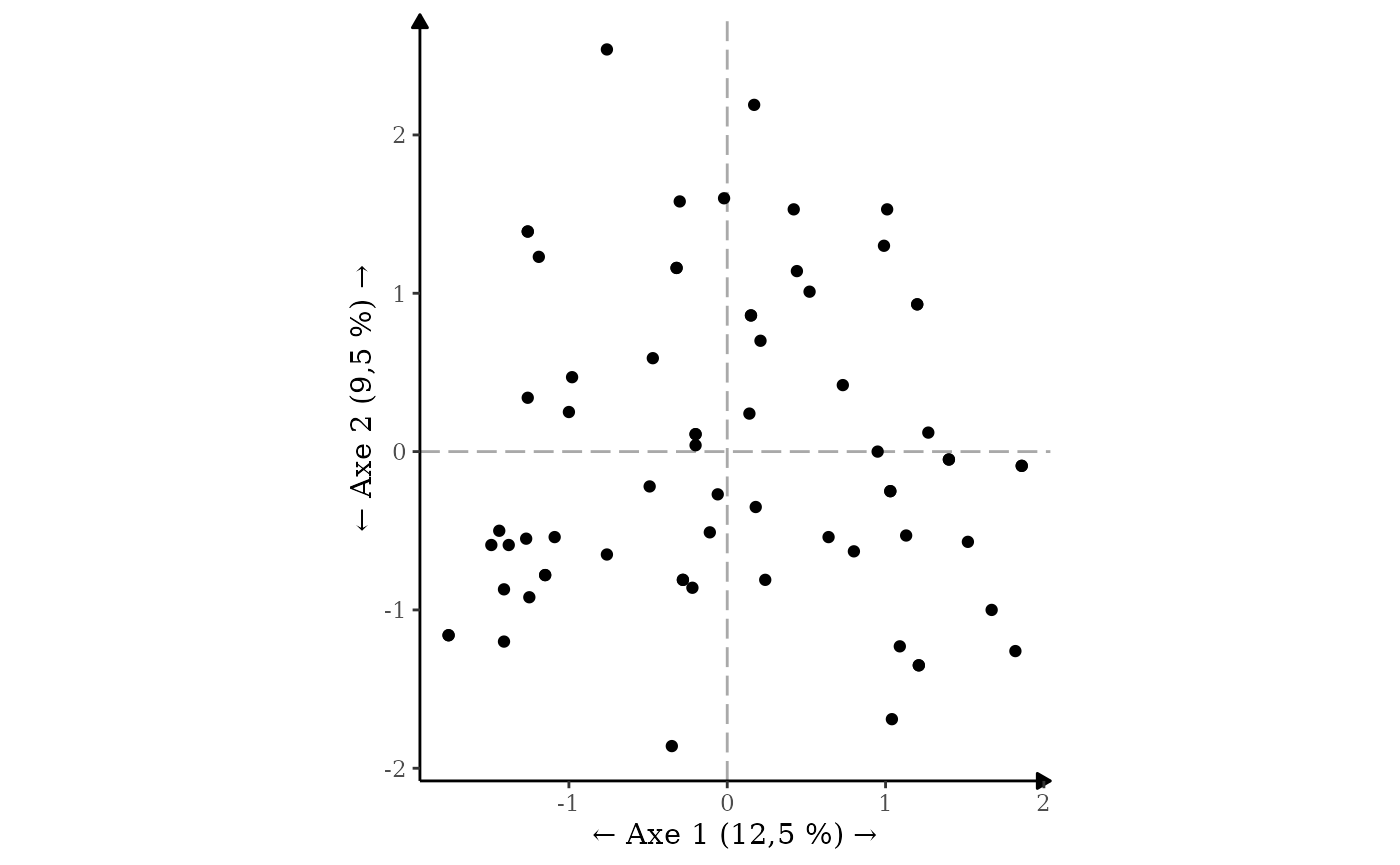 2
1
0
-1
-2
← Axe 2 (9,5 %) →
-1 0 1 2
← Axe 1 (12,5 %) →